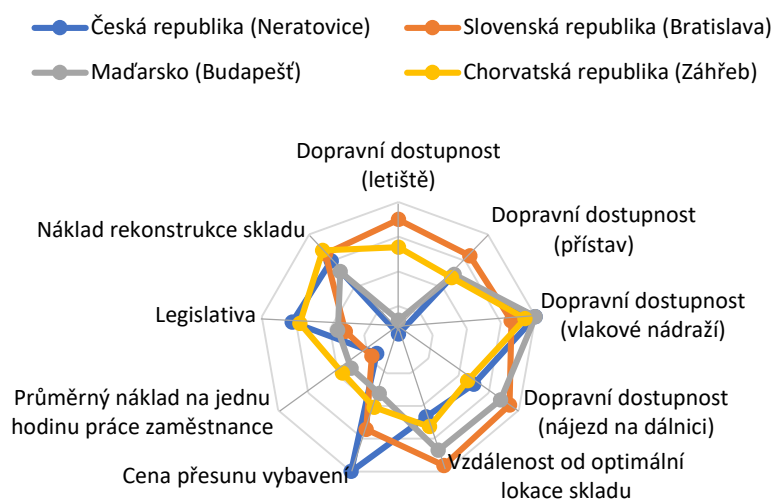 Česká republika (Neratovice)
Slovenská republika (Bratislava)
Maďarsko (Budapešť)
Chorvatská republika (Záhřeb)
Dopravní dostupnost
(letiště)
Dopravní dostupnost
(přístav)
Dopravní dostupnost
(vlakové nádraží)
Dopravní dostupnost
(nájezd na dálnici)
Vzdálenost od optimální
lokace skladu
Cena přesunu vybavení
Průměrný náklad na jednu
hodinu práce zaměstnance
Legislativa
Náklad rekonstrukce skladu